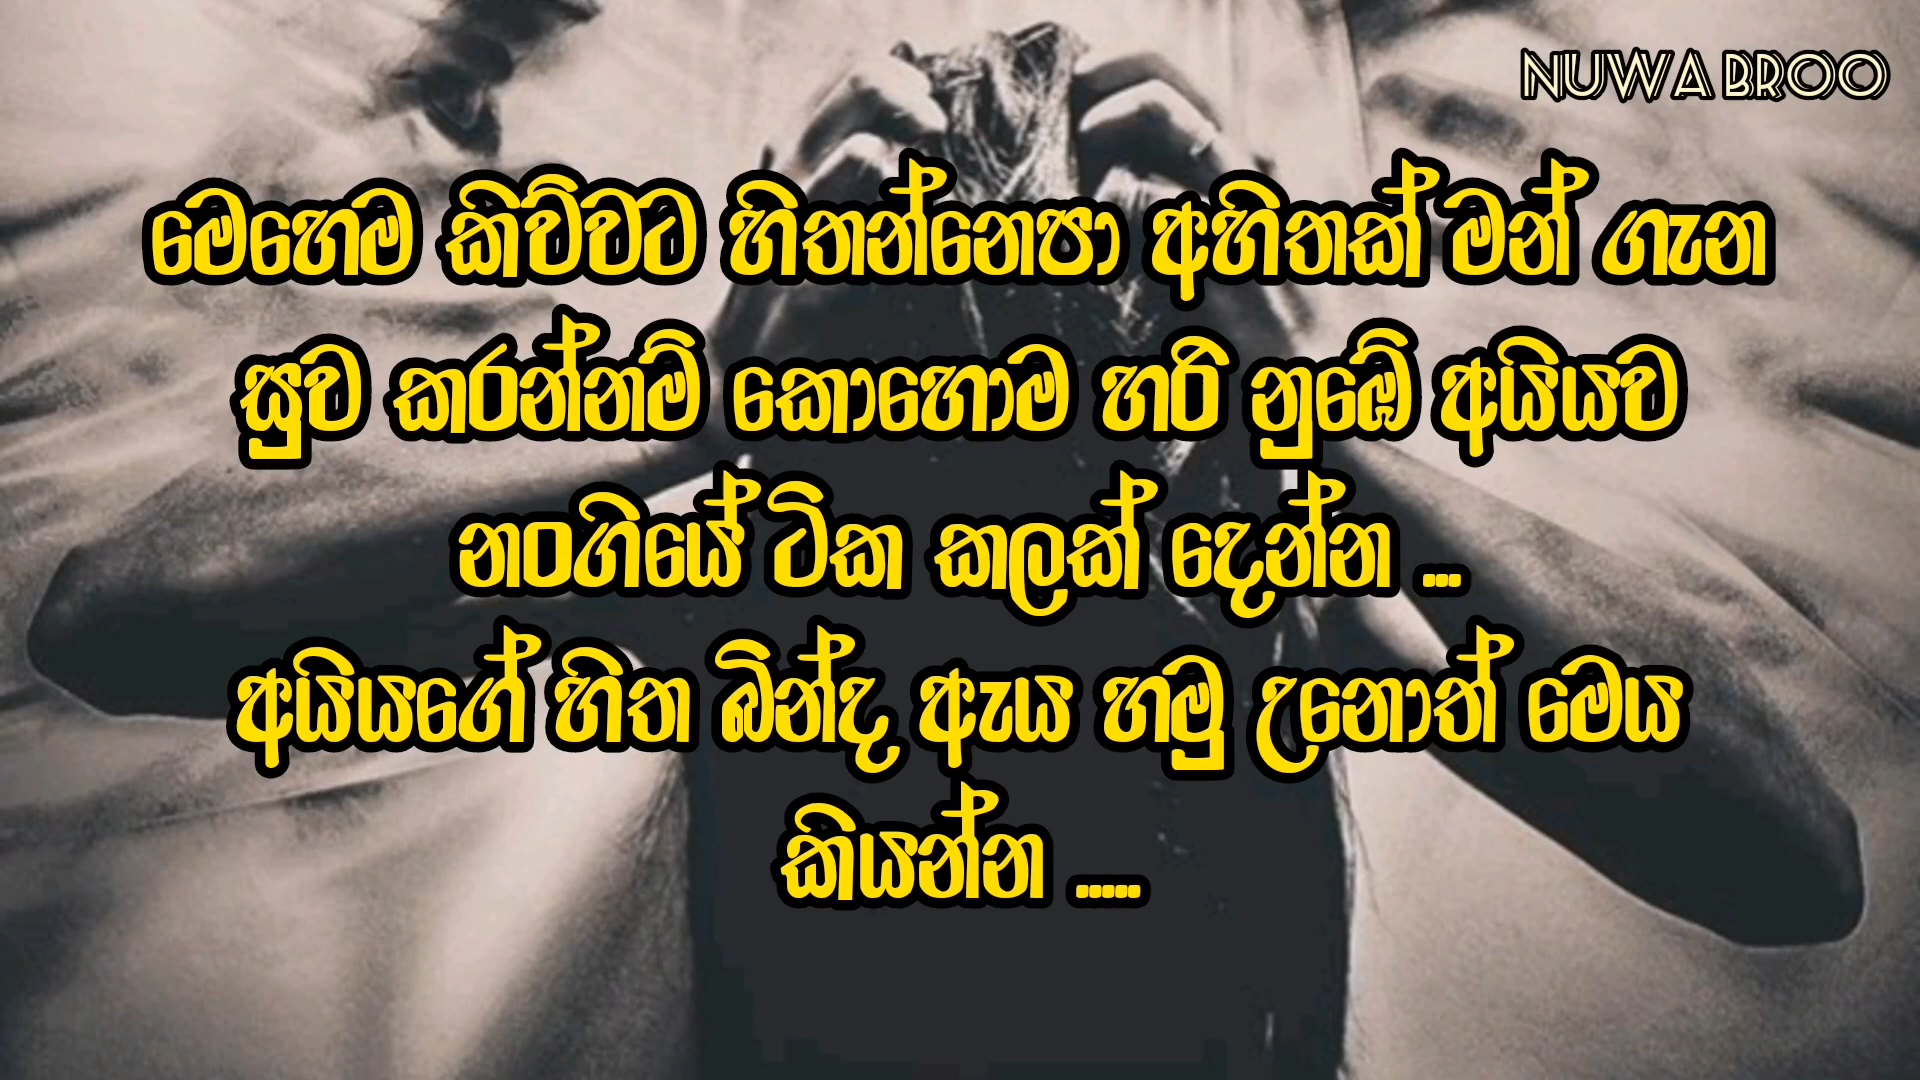 NUWA BROO
මෙහෙම කිව්වට හිතන්නෙපා අහිතක් මන් ගැන
සුව කරන්නම් කොහොම හරි නුඹේ අයියව
නංගියේ ටික කලක් දෙන්න ...
අයියගේ හිත බින්ද ඇය හමු උනොත් මෙය
කියන්න .....